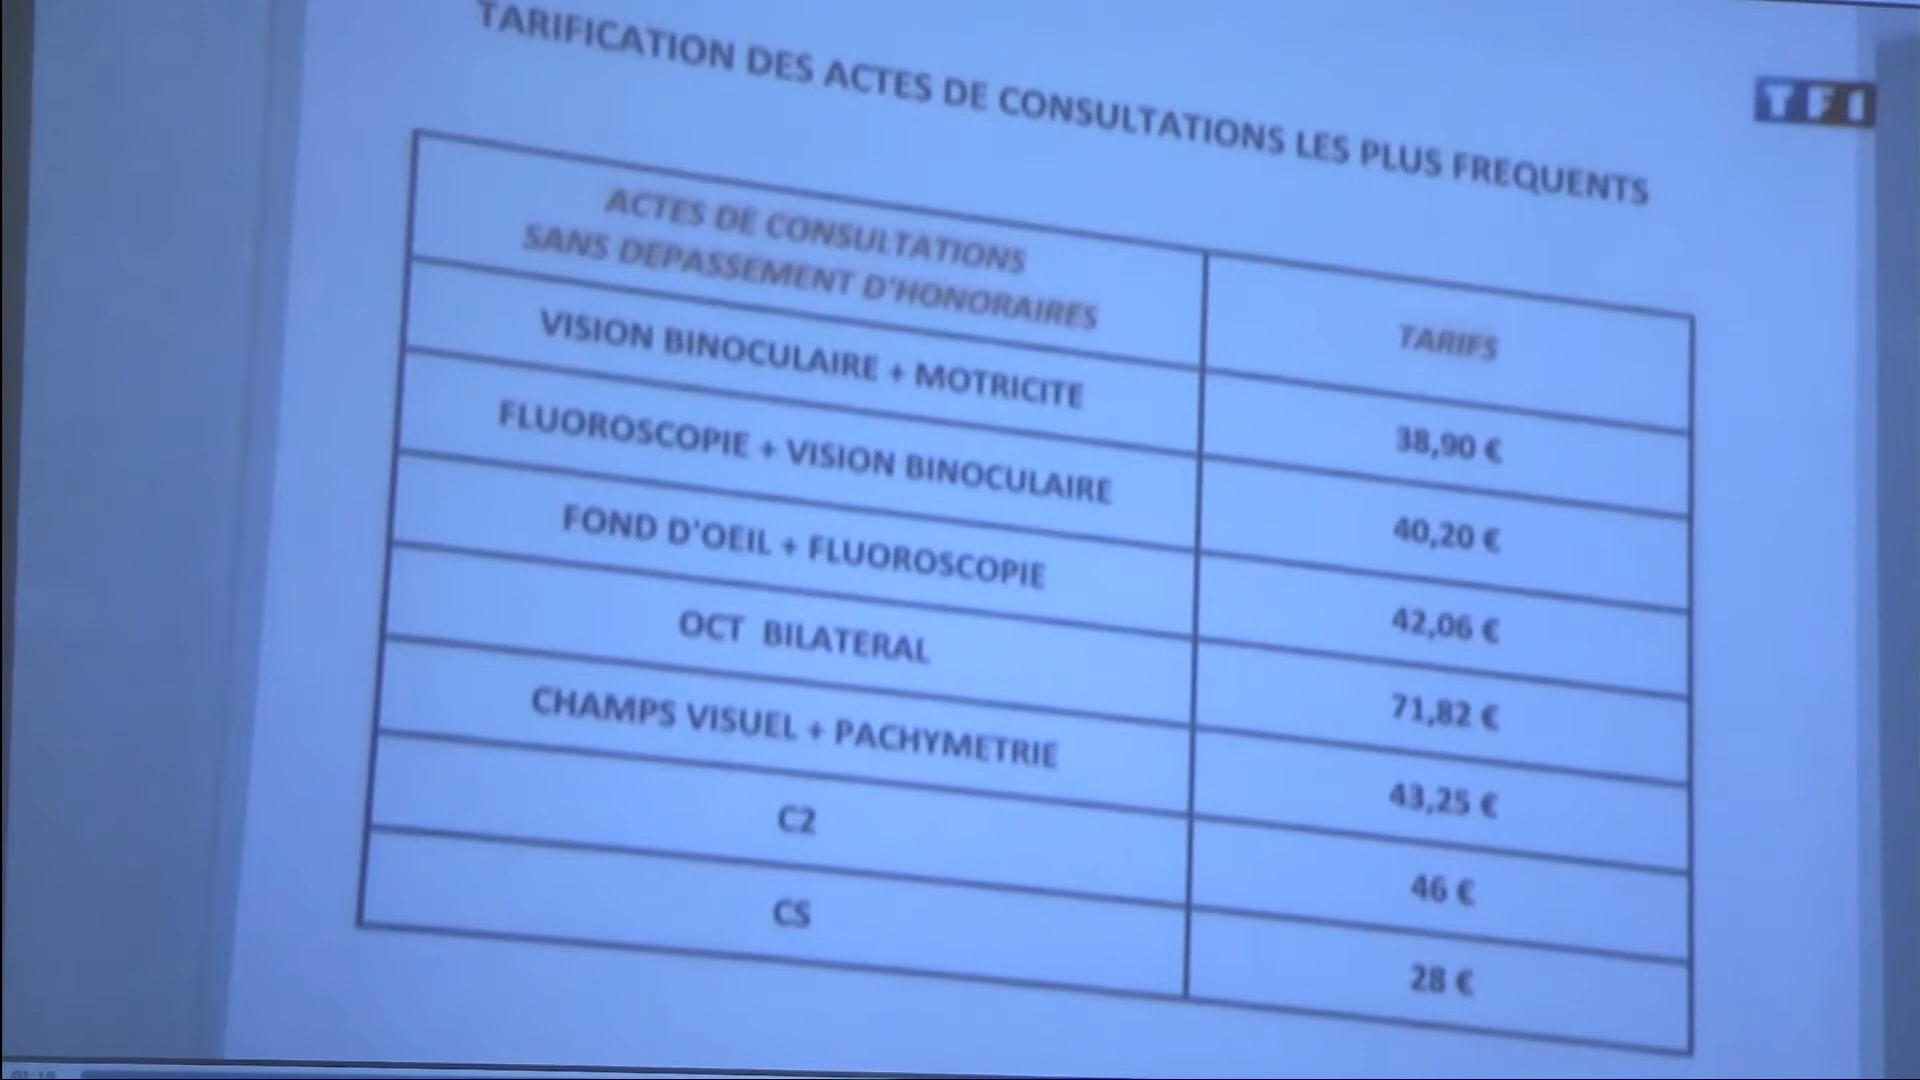 TARIFICATION DES ACTES DE CONSULTATIONS LES PLUS FREQUENTS
TF1
ACTES DE CONSULTATIONS
SANS DEPASSEMENT D'HONORAIRES
TARIFS
VISION BINOCULAIRE + MOTRICITE
38,90 €
FLUOROSCOPIE + VISION BINOCULAIRE
40,20 €
FOND D'OEIL + FLUOROSCOPIE
42,06 €
OCT BILATERAL
71,82 €
CHAMPS VISUEL + PACHYMETRIE
43,25 €
C2
46 €
CS
28 €
01:19